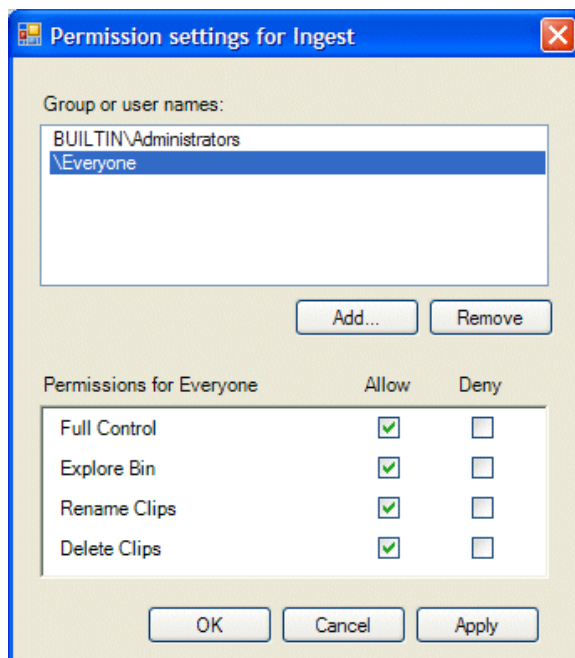 Permission settings for Ingest
Group or user names:
BUILTIN\Administrators
\Everyone
Add... Remove
Permissions for Everyone Allow Deny
Full Control
Explore Bin
Rename Clips
Delete Clips
OK Cancel Apply